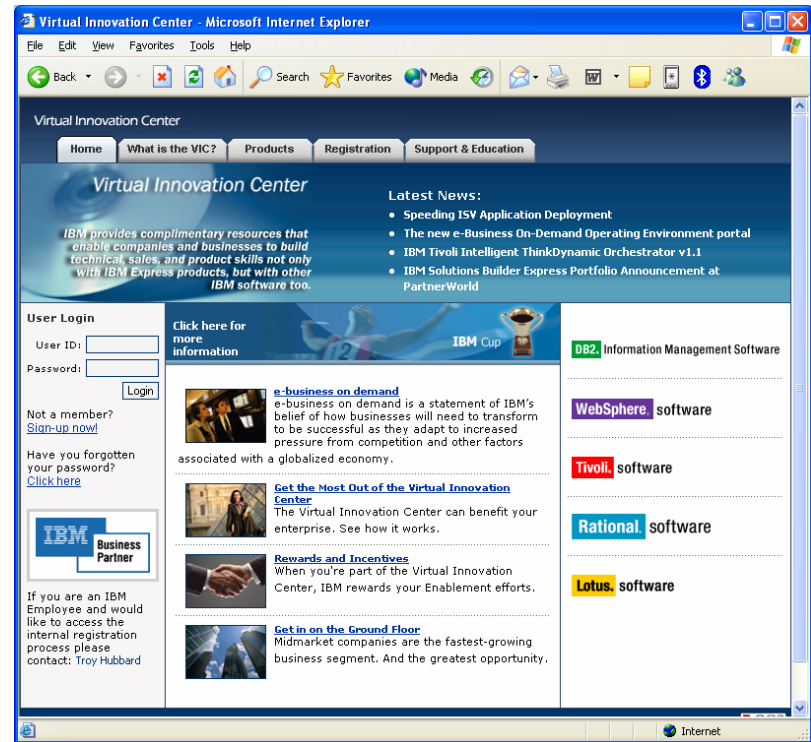 Virtual Innovation Center - Microsoft Internet Explorer
File Edit View Favorites Tools Help
Back Search Favorites Media
Virtual Innovation Center
Home What is the VIC? Products Registration Support & Education
Virtual Innovation Center
IBM provides complimentary resources that
enable companies and businesses to build
technical, sales, and product skills not only
with IBM Express products, but with other
IBM software too.
Latest News:
• Speeding ISV Application Deployment
• The new e-Business On-Demand Operating Environment portal
• IBM Tivoli Intelligent ThinkDynamic Orchestrator v1.1
• IBM Solutions Builder Express Portfolio Announcement at
PartnerWorld
User Login
User ID:
Password:
Login
Not a member?
Sign-up now!
Have you forgotten
your password?
Click here
IBM
Business
Partner
If you are an IBM
Employee and would
like to access the
internal registration
process please
contact: Troy Hubbard
Click here for
more
information
12
IBM Cup
e-business on demand
e-business on demand is a statement of IBM's
belief of how businesses will need to transform
to be successful as they adapt to increased
pressure from competition and other factors
associated with a globalized economy.
Get the Most Out of the Virtual Innovation
Center
The Virtual Innovation Center can benefit your
enterprise. See how it works.
Rewards and Incentives
When you're part of the Virtual Innovation
Center, IBM rewards your Enablement efforts.
Get in on the Ground Floor
Midmarket companies are the fastest-growing
business segment. And the greatest opportunity.
DB2. Information Management Software
WebSphere. software
Tivoli. software
Rational. software
Lotus. software
Internet